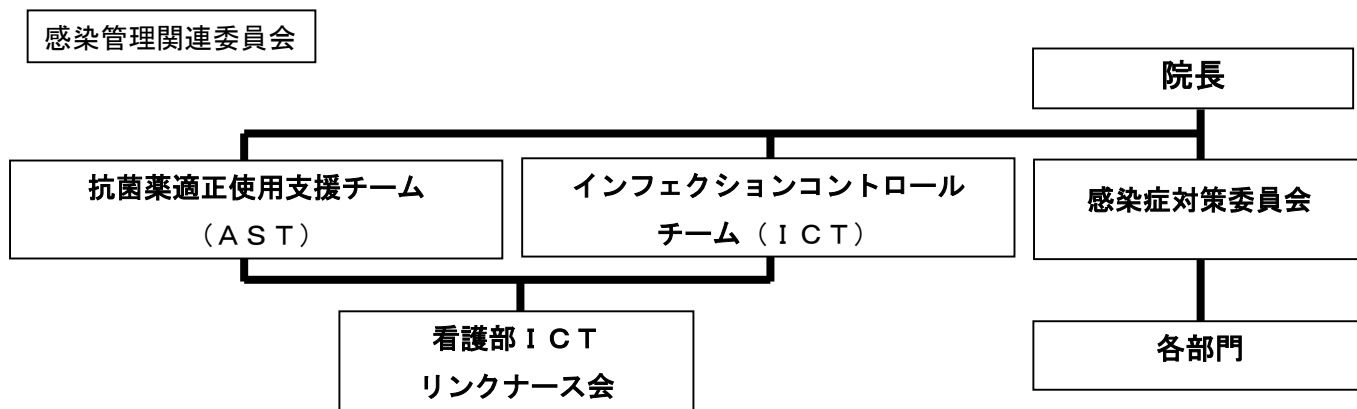 感染管理関連委員会
院長
抗菌薬適正使用支援チーム
（ＡＳＴ）
インフェクションコントロール
チーム（ＩＣＴ）
感染症対策委員会
看護部ＩＣＴ
リンクナース会
各部門